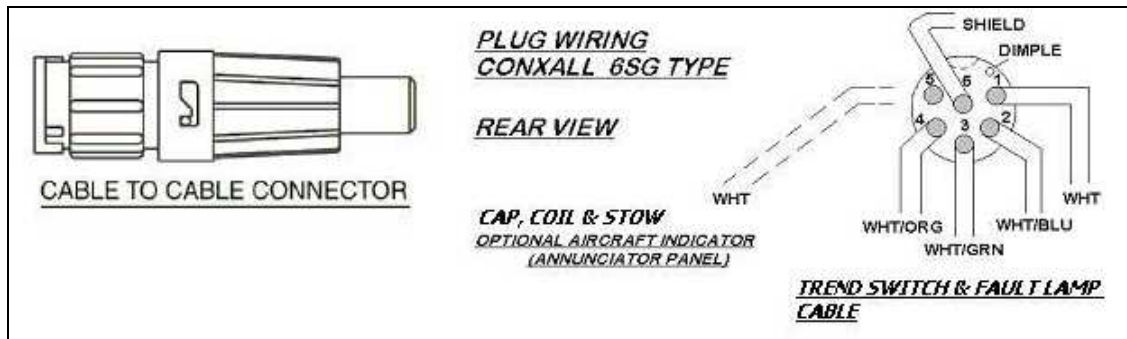 CABLE TO CABLE CONNECTOR
PLUG WIRING
CONXALL 6SG TYPE
REAR VIEW
WHT
CAP, COIL & STOW
OPTIONAL AIRCRAFT INDICATOR
(ANNUNCIATOR PANEL)
SHIELD
DIMPLE
5 6 1
4 3 2
WHT
WHT/ORG
WHT/BLU
WHT/GRN
TREND SWITCH & FAULT LAMP
CABLE